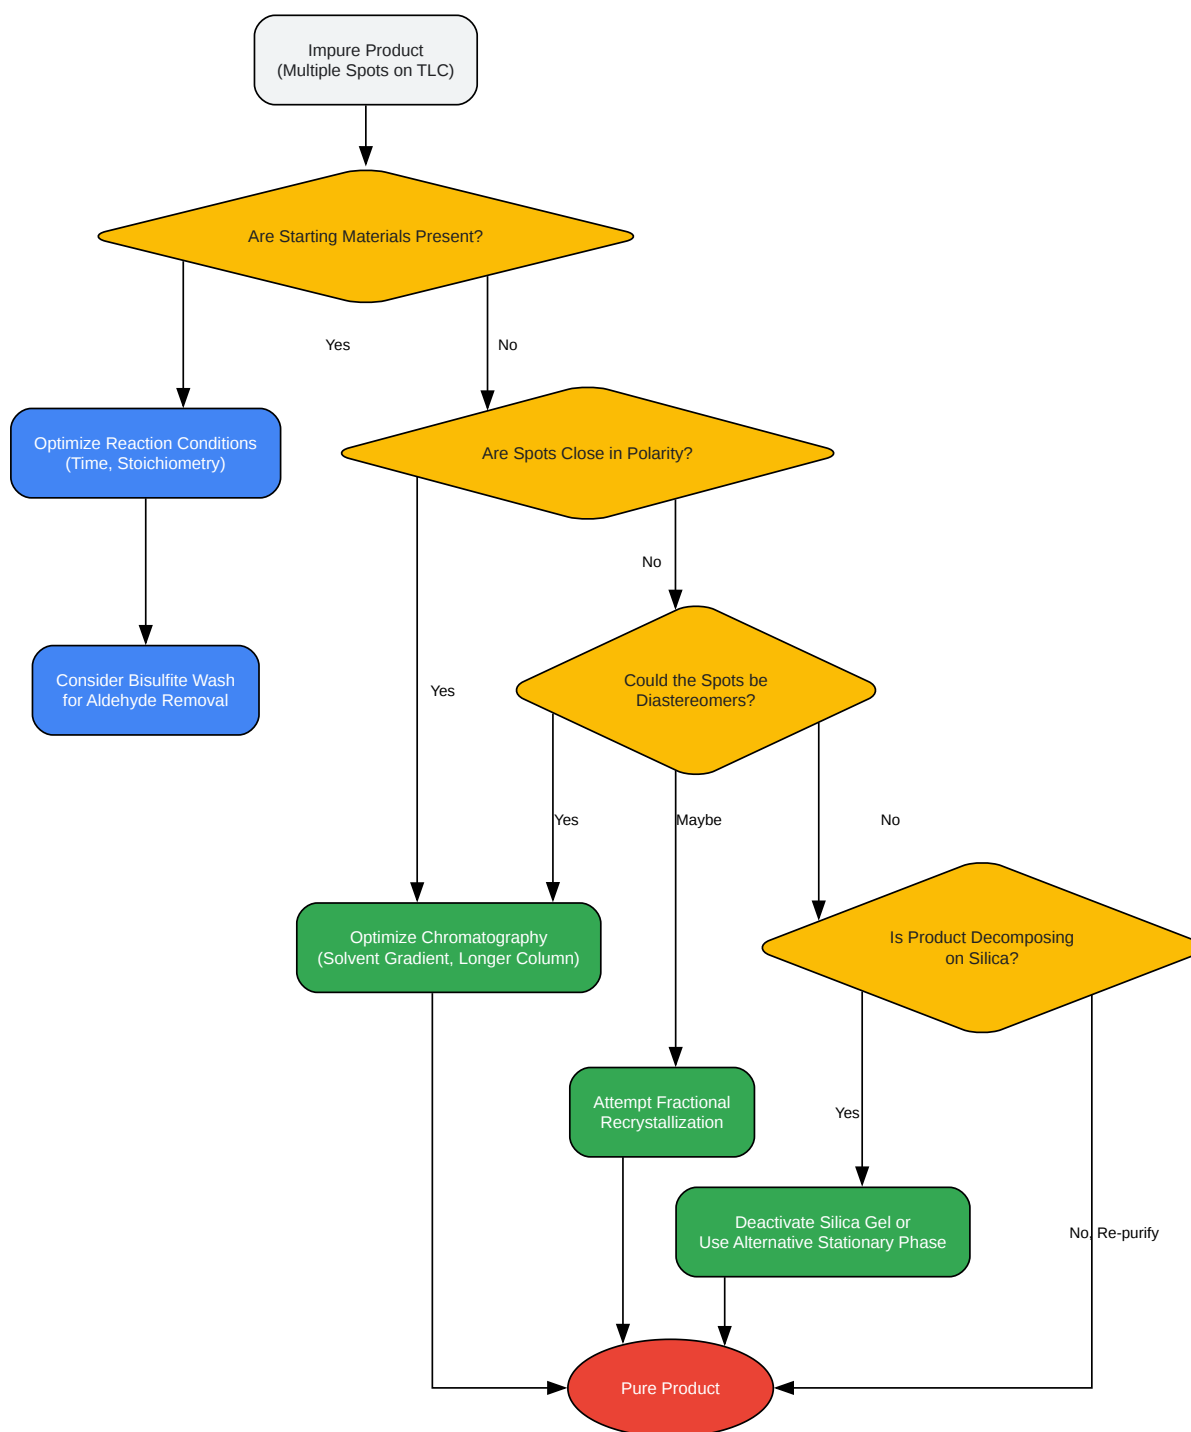 Impure Product
(Multiple Spots on TLC)
Are Starting Materials Present?
Yes
No
Optimize Reaction Conditions
(Time, Stoichiometry)
Are Spots Close in Polarity?
No
Consider Bisulfite Wash
for Aldehyde Removal
Yes
Could the Spots be
Diastereomers?
Yes
Maybe
No
Optimize Chromatography
(Solvent Gradient, Longer Column)
Is Product Decomposing
on Silica?
Attempt Fractional
Recrystallization
Yes
Deactivate Silica Gel or
Use Alternative Stationary Phase
No, Re-purify
Pure Product